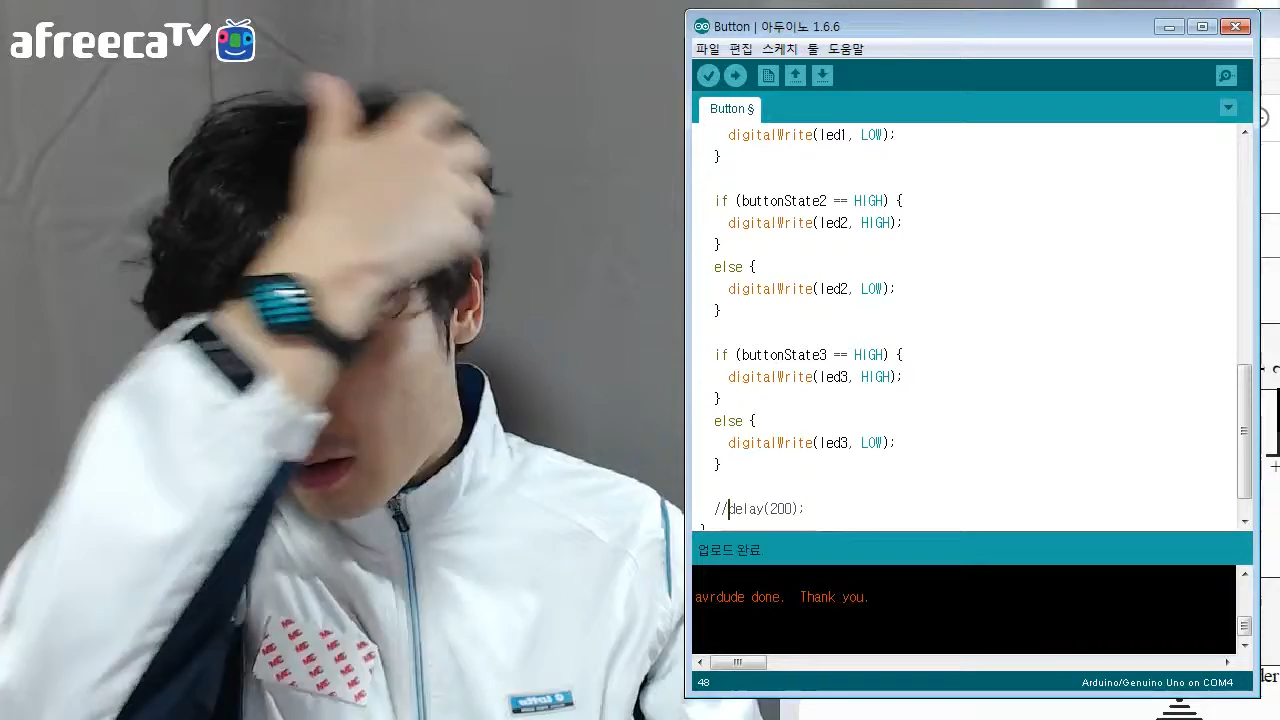 afreecaTV
Button | 아두이노 1.6.6
파일 편집 스케치 툴 도움말
Button §
digitalWrite(led1, LOW);
}
if (buttonState2 == HIGH) {
digitalWrite(led2, HIGH);
}
else {
digitalWrite(led2, LOW);
}
if (buttonState3 == HIGH) {
digitalWrite(led3, HIGH);
}
else {
digitalWrite(led3, LOW);
}
//delay(200);
}
업로드 완료
avrdude done.  Thank you.
48
Arduino/Genuino Uno on COM4